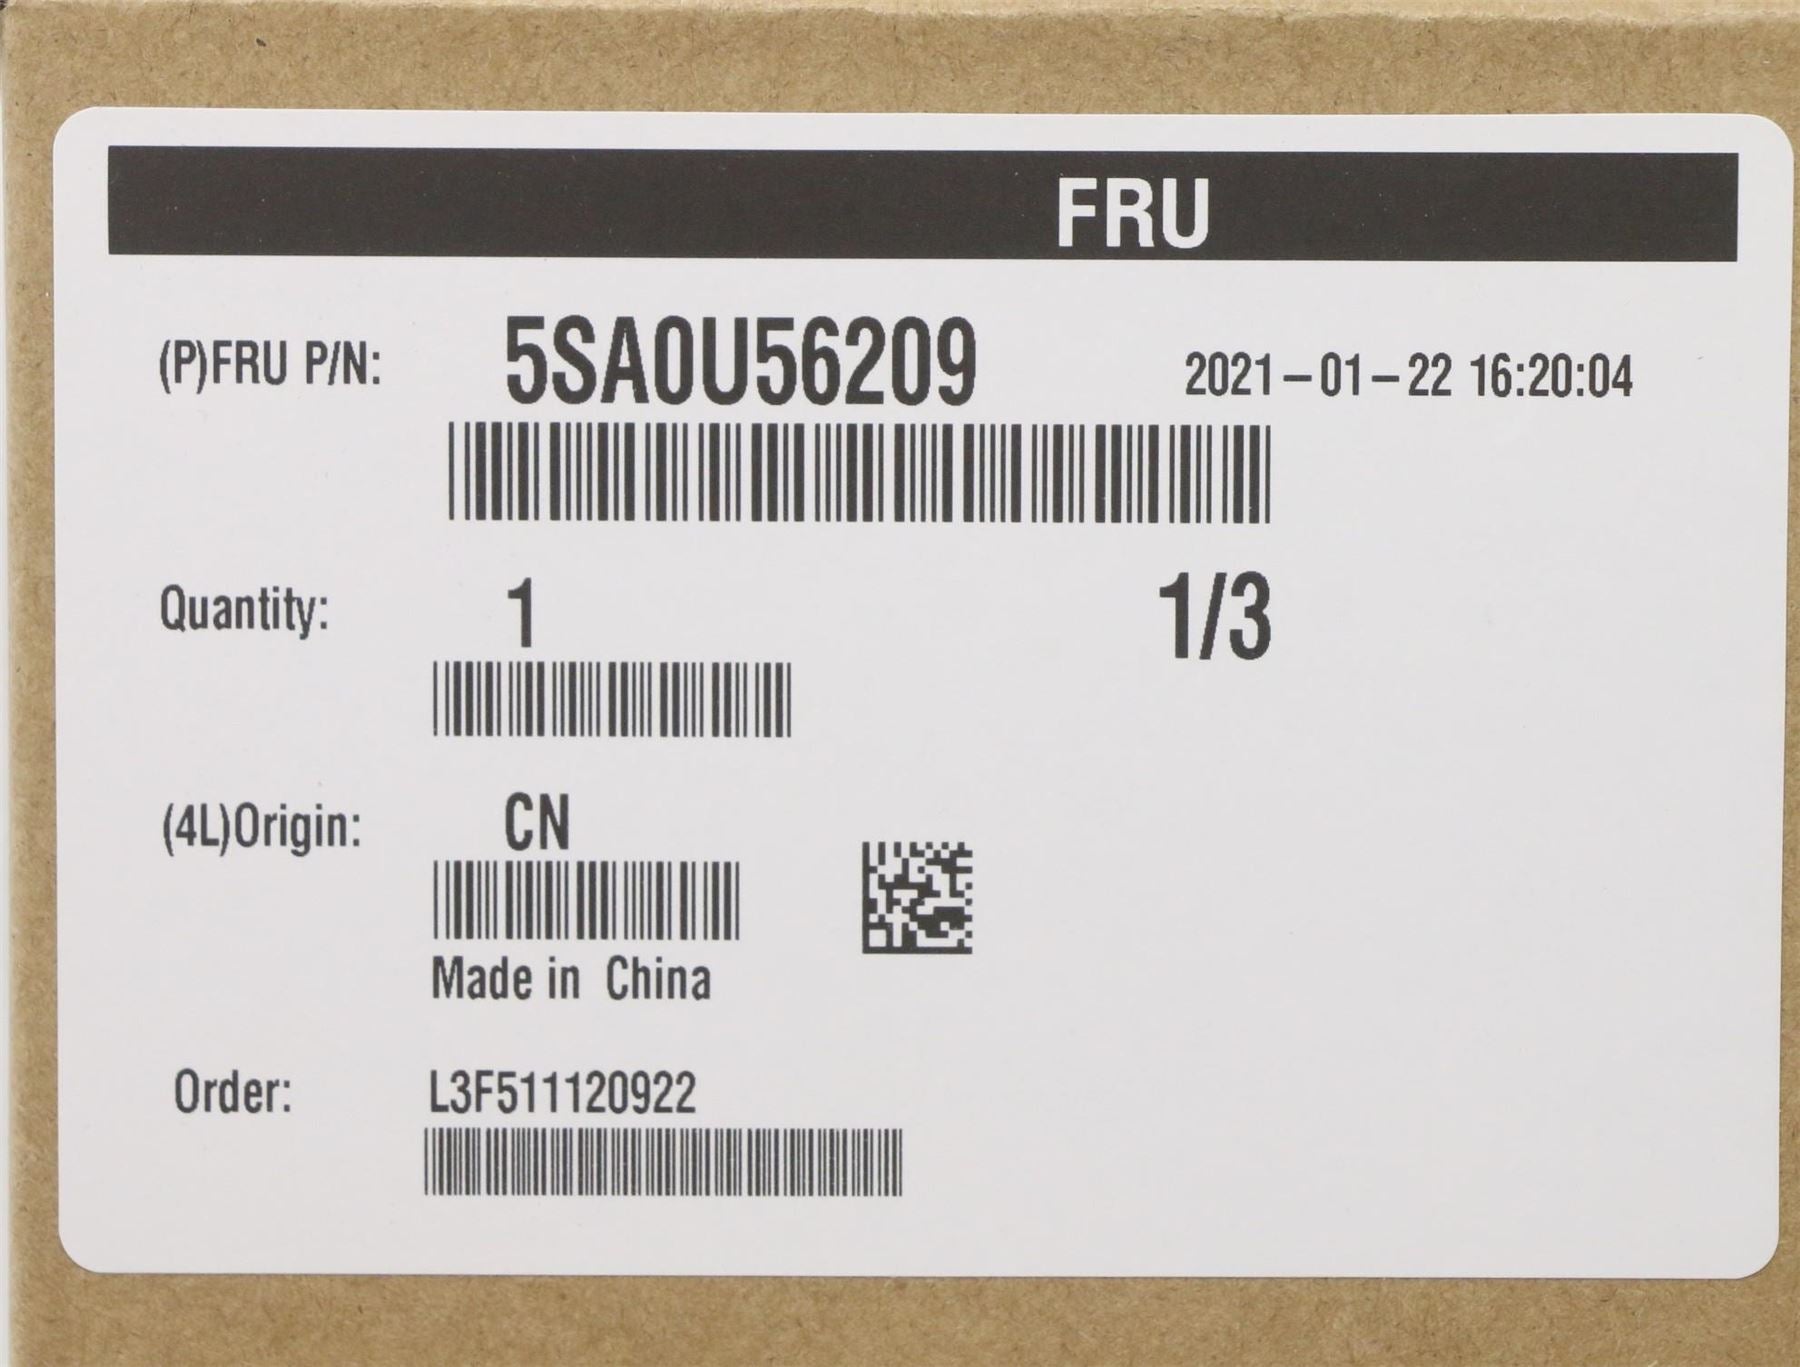 FRU
(P)FRU P/N: 5SA0U56209 2021-01-22 16:20:04
Quantity: 1 1/3
(4L)Origin: CN
Made in China
Order: L3F511120922